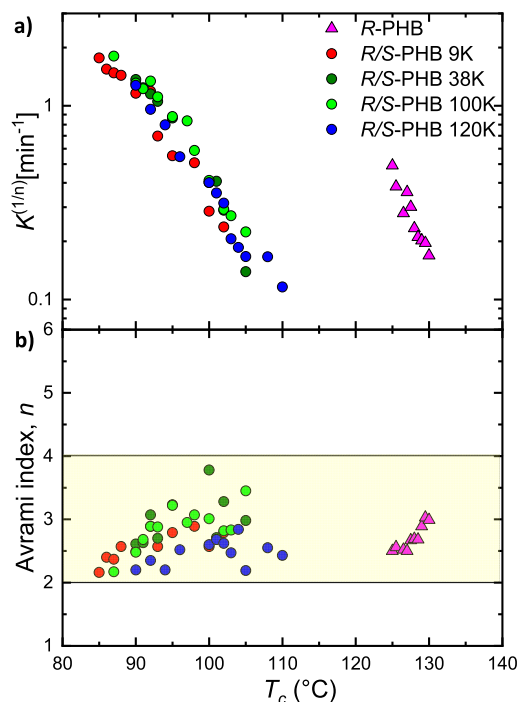 a)
R-PHB
R/S-PHB 9K
R/S-PHB 38K
R/S-PHB 100K
R/S-PHB 120K
K^(1/n)[min^-1]
1
0.1
b)
6
5
4
3
2
1
Avrami index, n
80 90 100 110 120 130 140
T_c (°C)